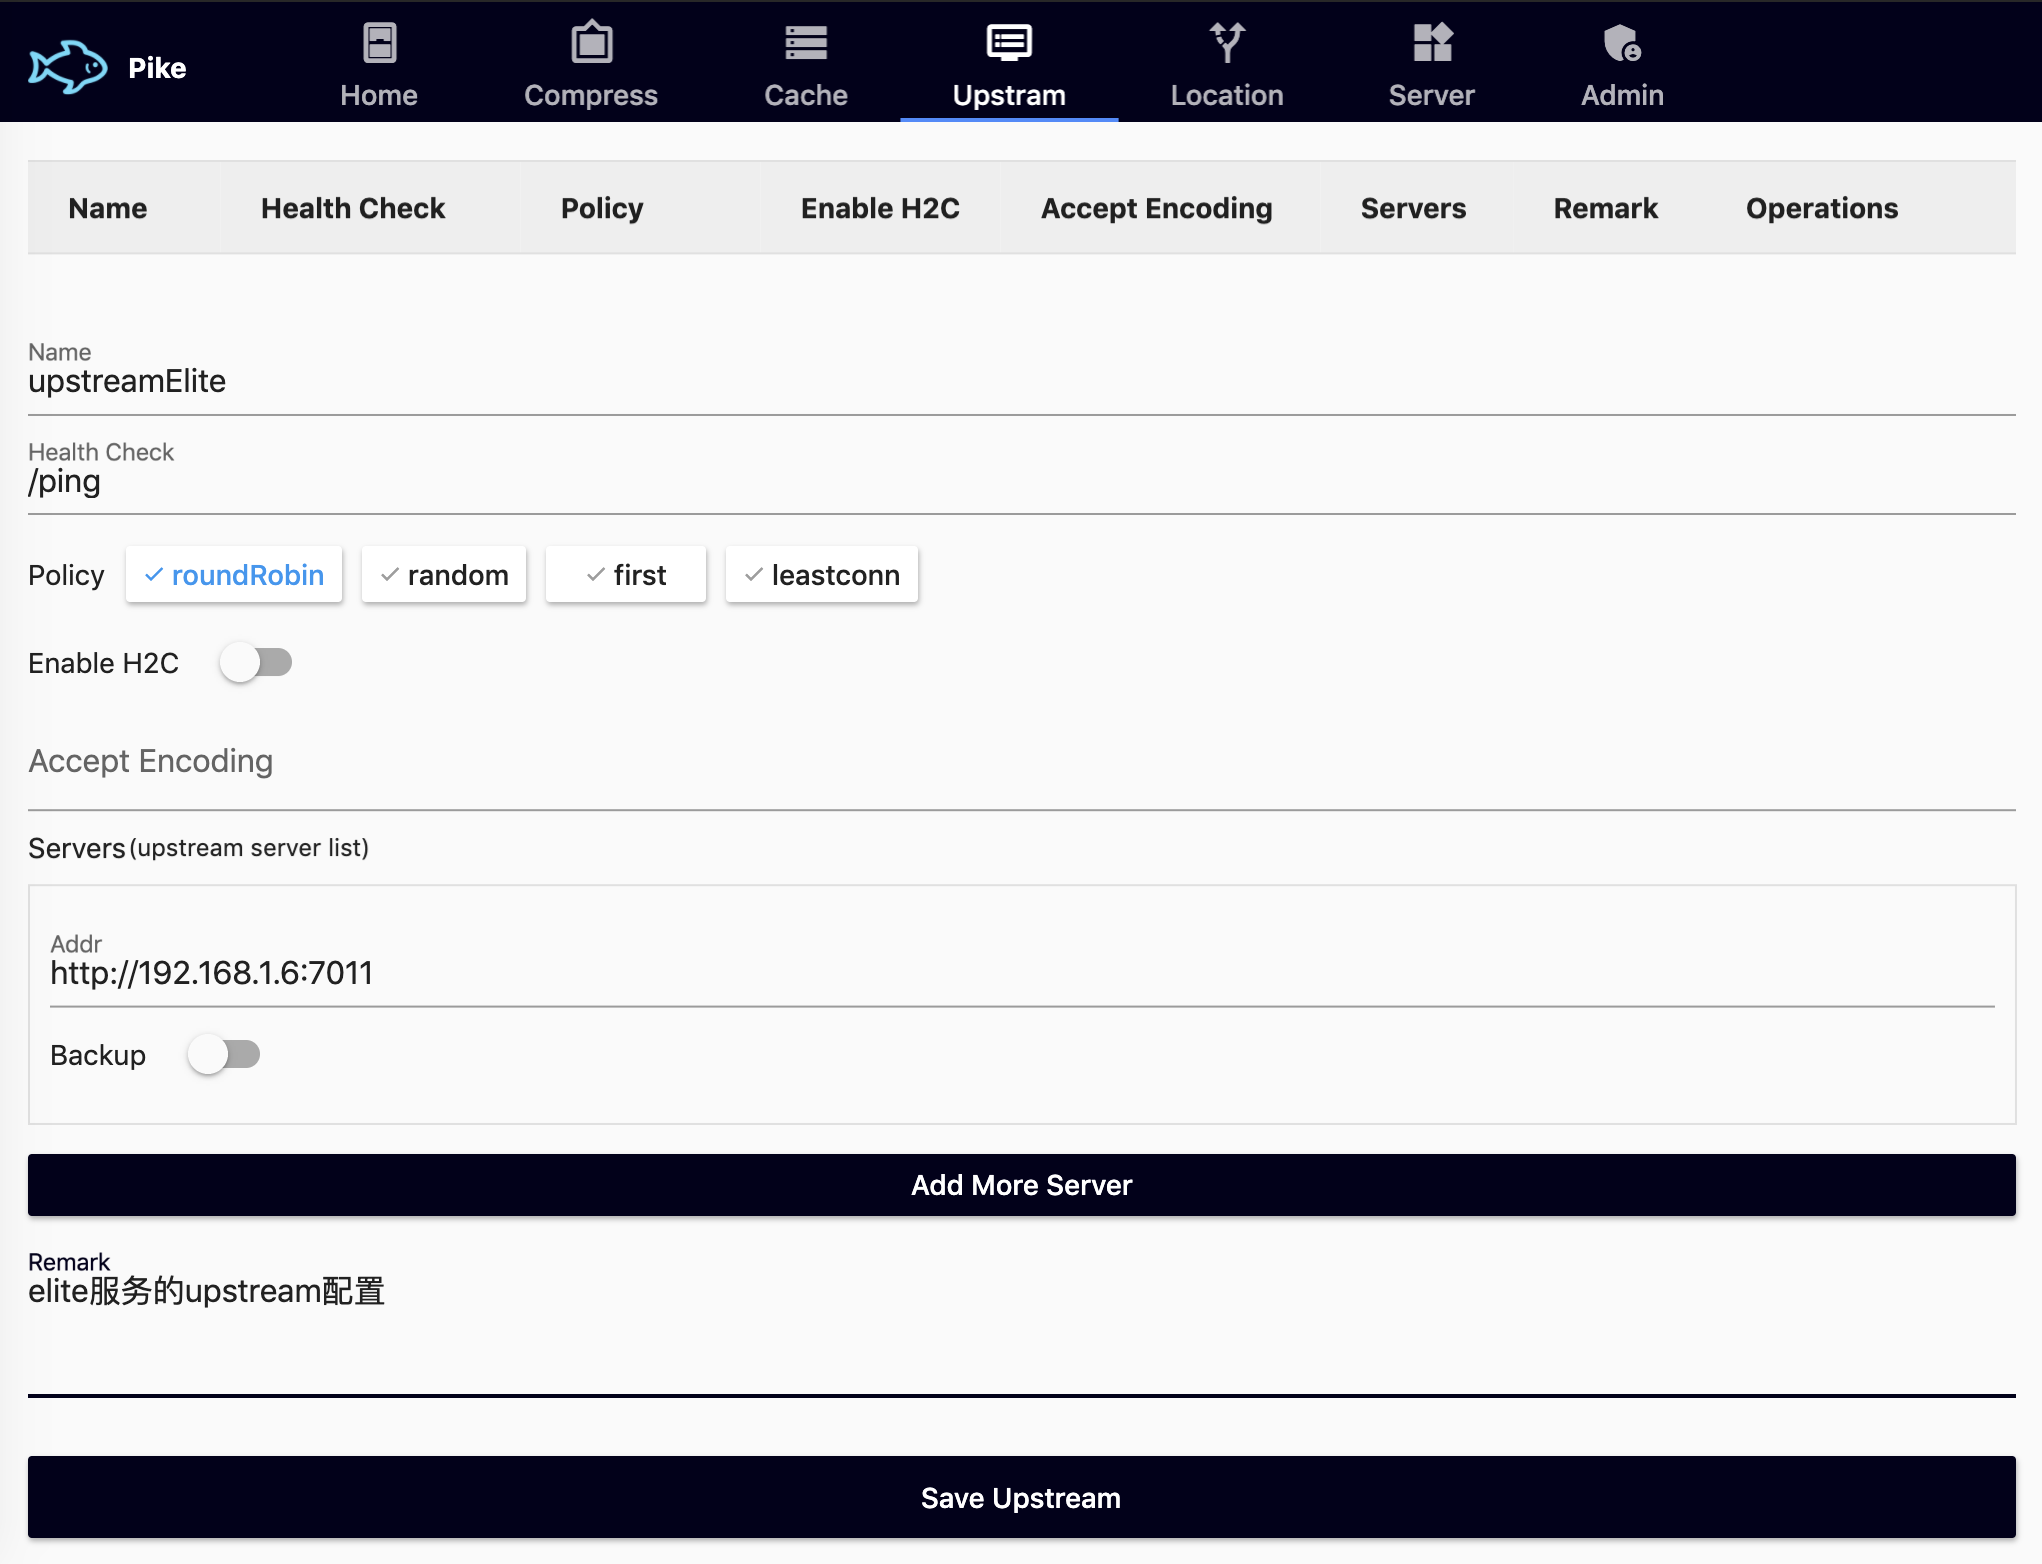 Pike
Home Compress Cache Upstram Location Server Admin
Name Health Check Policy Enable H2C Accept Encoding Servers Remark Operations
Name
upstreamElite
Health Check
/ping
Policy roundRobin random first leastconn
Enable H2C
Accept Encoding
Servers(upstream server list)
Addr
http://192.168.1.6:7011
Backup
Add More Server
Remark
elite服务的upstream配置
Save Upstream